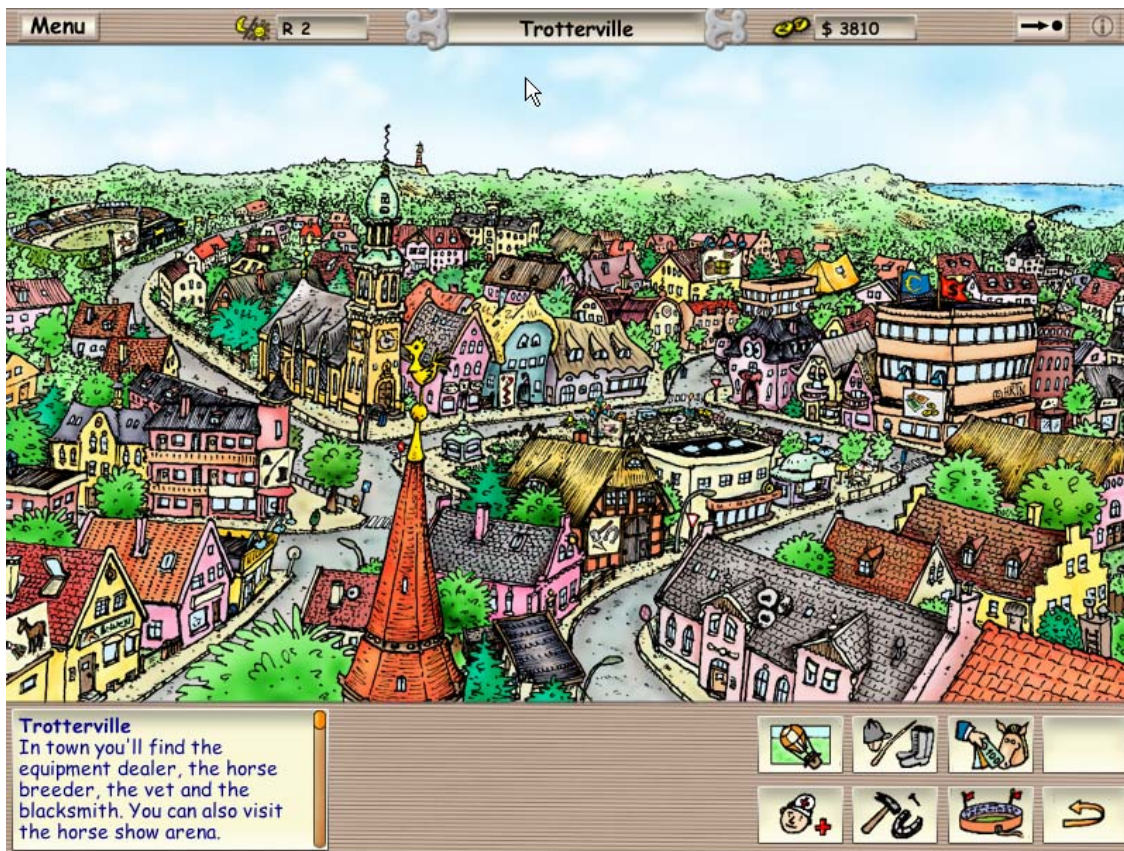 Menu
R 2
Trotterville
$ 3810
Trotterville
In town you'll find the
equipment dealer, the horse
breeder, the vet and the
blacksmith. You can also visit
the horse show arena.